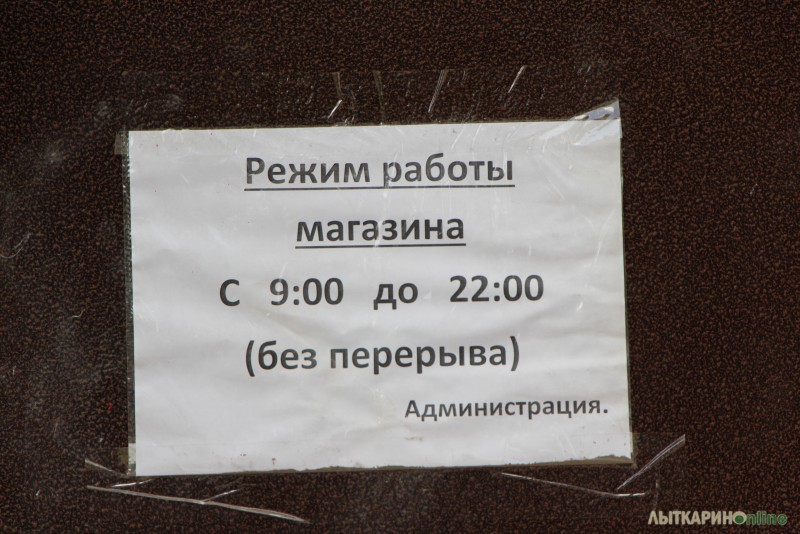 Режим работы
магазина
С 9:00 до 22:00
(без перерыва)
Администрация.
ЛЫТКАРИНОonline